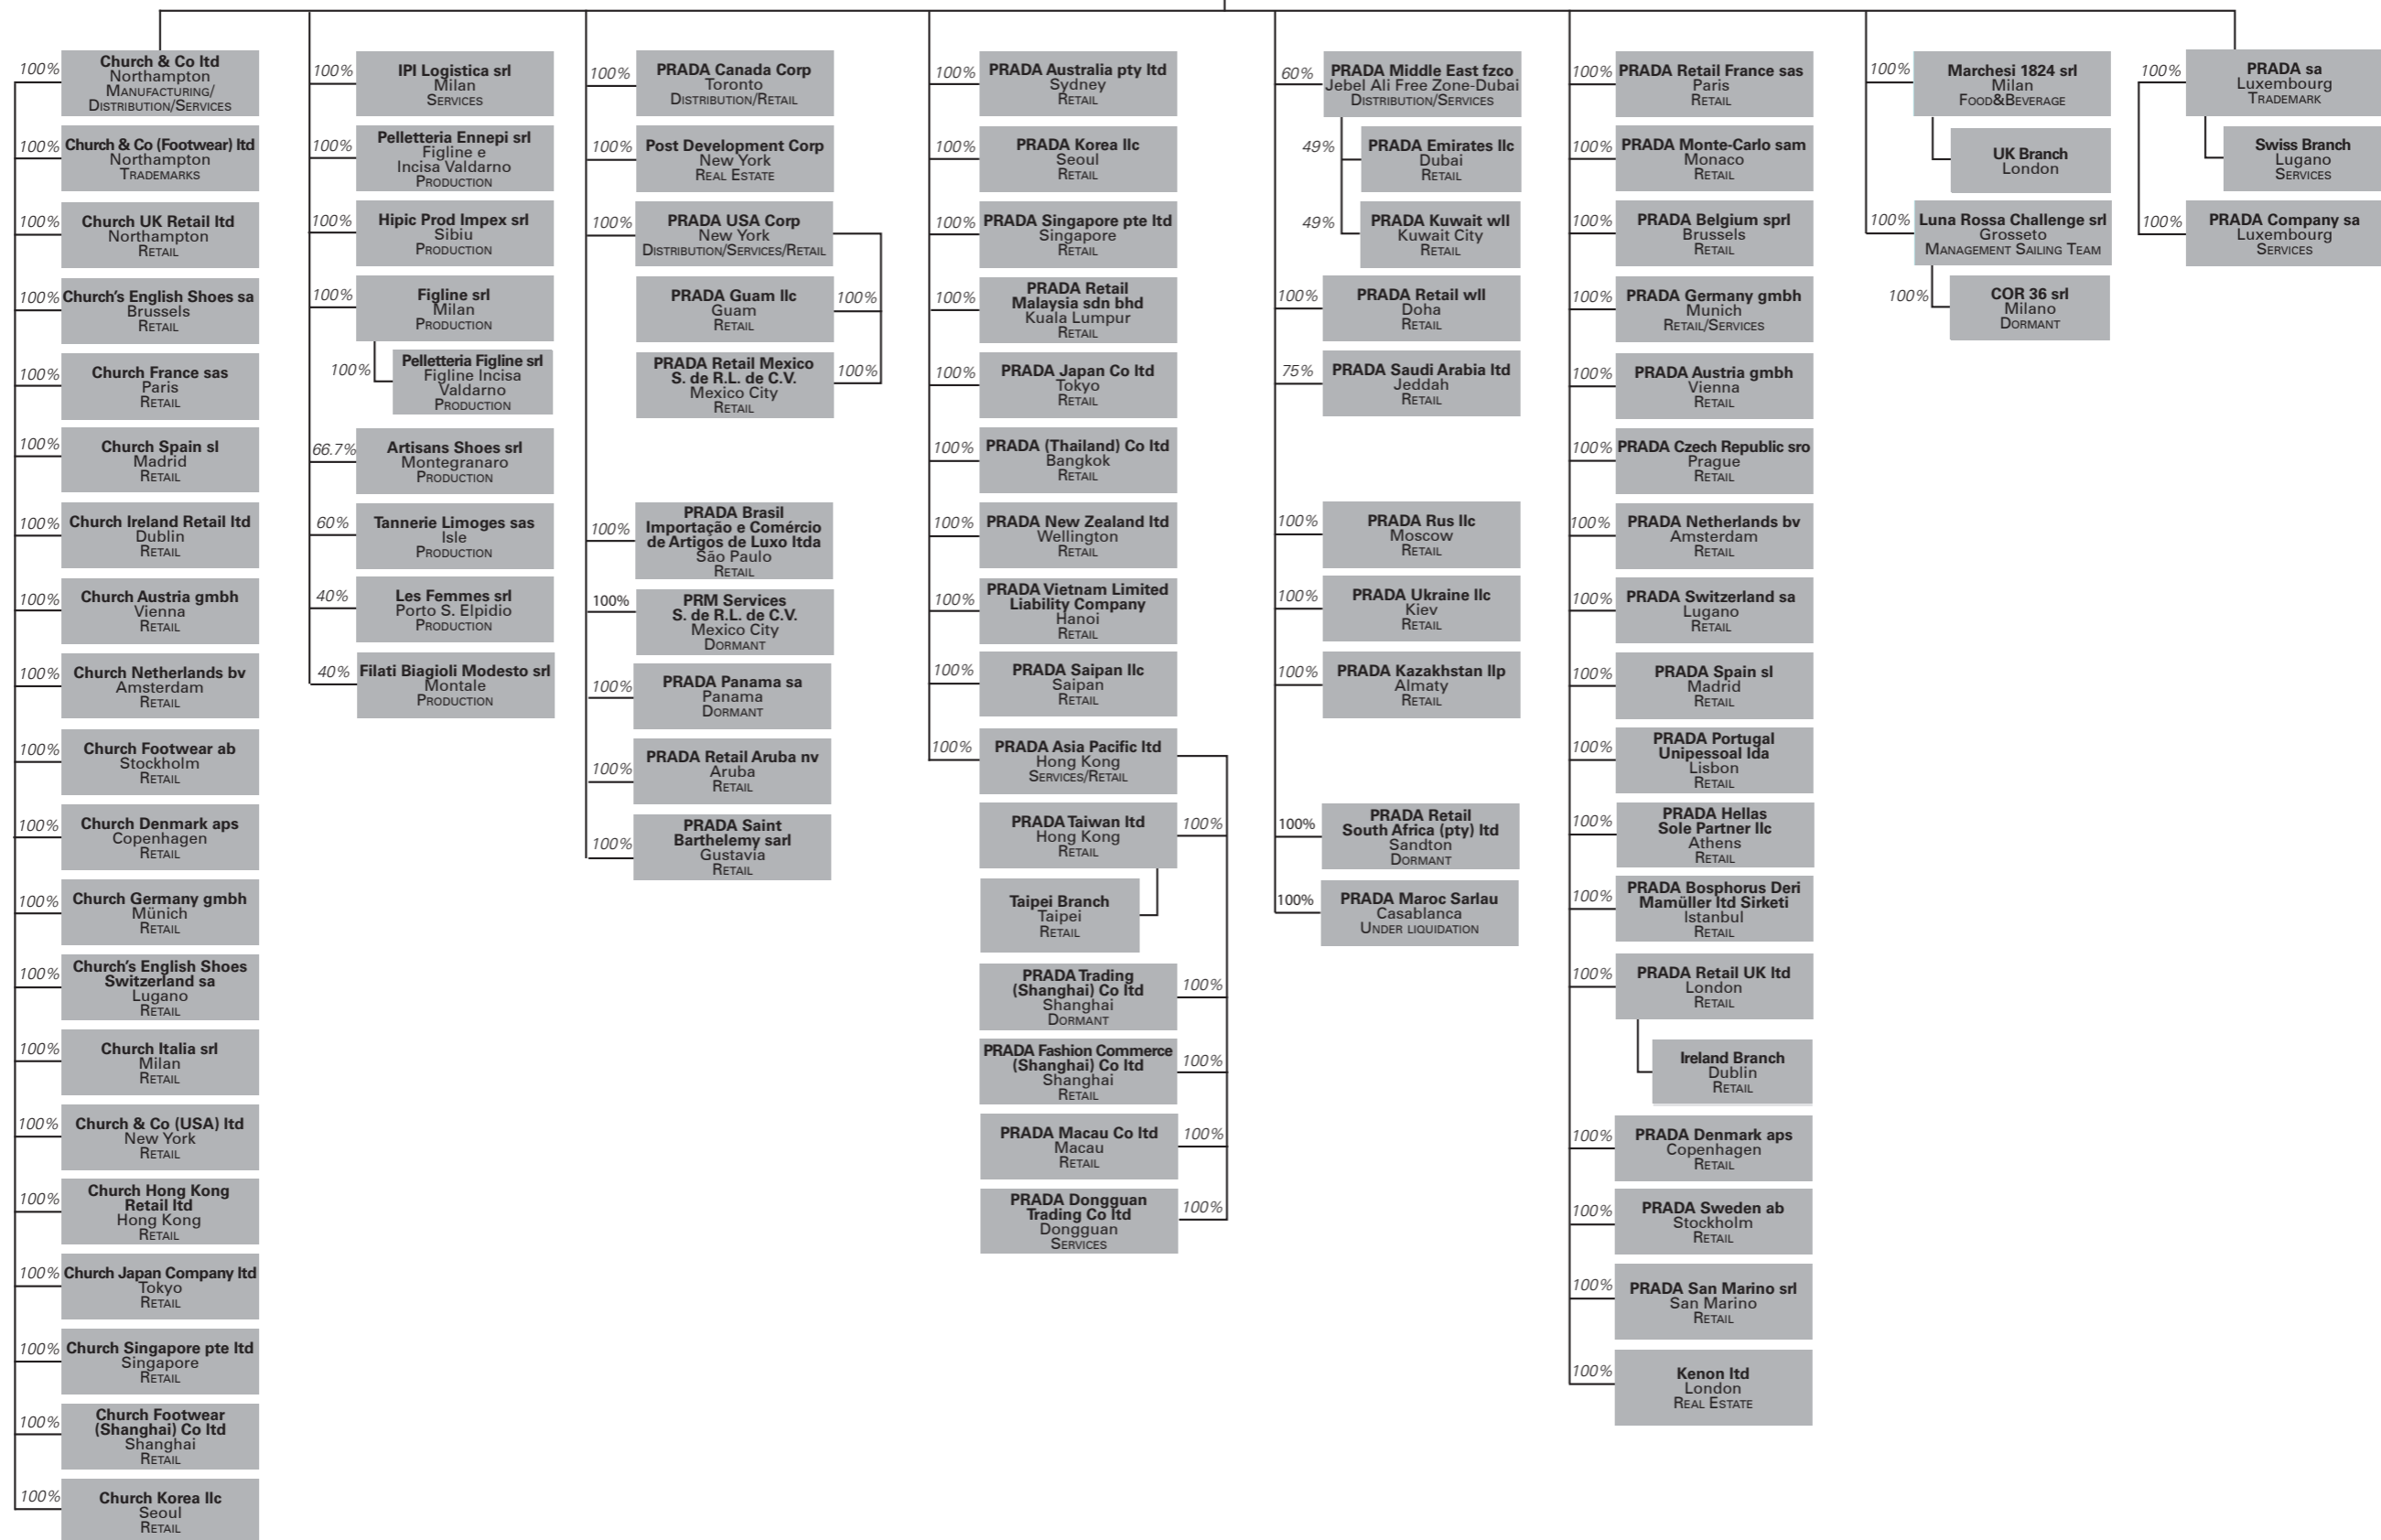 100%
Church & Co ltd
Northampton
Manufacturing/
Distribution/Services
100%
Church & Co (Footwear) ltd
Northampton
Trademarks
100%
Church UK Retail ltd
Northampton
Retail
100%
Church's English Shoes sa
Brussels
Retail
100%
Church France sas
Paris
Retail
100%
Church Spain sl
Madrid
Retail
100%
Church Ireland Retail ltd
Dublin
Retail
100%
Church Austria gmbh
Vienna
Retail
100%
Church Netherlands bv
Amsterdam
Retail
100%
Church Footwear ab
Stockholm
Retail
100%
Church Denmark aps
Copenhagen
Retail
100%
Church Germany gmbh
Münich
Retail
100%
Church's English Shoes
Switzerland sa
Lugano
Retail
100%
Church Italia srl
Milan
Retail
100%
Church & Co (USA) ltd
New York
Retail
100%
Church Hong Kong
Retail ltd
Hong Kong
Retail
100%
Church Japan Company ltd
Tokyo
Retail
100%
Church Singapore pte ltd
Singapore
Retail
100%
Church Footwear
(Shanghai) Co ltd
Shanghai
Retail
100%
Church Korea llc
Seoul
Retail
100%
IPI Logistica srl
Milan
Services
100%
Pelletteria Ennepi srl
Figline e
Incisa Valdarno
Production
100%
Hipic Prod Impex srl
Sibiu
Production
100%
Figline srl
Milan
Production
100%
Pelletteria Figline srl
Figline Incisa
Valdarno
Production
66.7%
Artisans Shoes srl
Montegranaro
Production
60%
Tannerie Limoges sas
Isle
Production
40%
Les Femmes srl
Porto S. Elpidio
Production
40%
Filati Biagioli Modesto srl
Montale
Production
100%
PRADA Canada Corp
Toronto
Distribution/Retail
100%
Post Development Corp
New York
Real Estate
100%
PRADA USA Corp
New York
Distribution/Services/Retail
PRADA Guam llc
Guam
Retail
100%
PRADA Retail Mexico
S. de R.L. de C.V.
Mexico City
Retail
100%
100%
PRADA Brasil
Importação e Comércio
de Artigos de Luxo ltda
São Paulo
Retail
100%
PRM Services
S. de R.L. de C.V.
Mexico City
Dormant
100%
PRADA Panama sa
Panama
Dormant
100%
PRADA Retail Aruba nv
Aruba
Retail
100%
PRADA Saint
Barthelemy sarl
Gustavia
Retail
100%
PRADA Australia pty ltd
Sydney
Retail
100%
PRADA Korea llc
Seoul
Retail
100%
PRADA Singapore pte ltd
Singapore
Retail
100%
PRADA Retail
Malaysia sdn bhd
Kuala Lumpur
Retail
100%
PRADA Japan Co ltd
Tokyo
Retail
100%
PRADA (Thailand) Co ltd
Bangkok
Retail
100%
PRADA New Zealand ltd
Wellington
Retail
100%
PRADA Vietnam Limited
Liability Company
Hanoi
Retail
100%
PRADA Saipan llc
Saipan
Retail
100%
PRADA Asia Pacific ltd
Hong Kong
Services/Retail
PRADA Taiwan ltd
Hong Kong
Retail
100%
Taipei Branch
Taipei
Retail
PRADA Trading
(Shanghai) Co ltd
Shanghai
Dormant
100%
PRADA Fashion Commerce
(Shanghai) Co ltd
Shanghai
Retail
100%
PRADA Macau Co ltd
Macau
Retail
100%
PRADA Dongguan
Trading Co ltd
Dongguan
Services
100%
60%
PRADA Middle East fzco
Jebel Ali Free Zone-Dubai
Distribution/Services
49%
PRADA Emirates llc
Dubai
Retail
49%
PRADA Kuwait wll
Kuwait City
Retail
100%
PRADA Retail wll
Doha
Retail
75%
PRADA Saudi Arabia ltd
Jeddah
Retail
100%
PRADA Rus llc
Moscow
Retail
100%
PRADA Ukraine llc
Kiev
Retail
100%
PRADA Kazakhstan llp
Almaty
Retail
100%
PRADA Retail
South Africa (pty) ltd
Sandton
Dormant
100%
PRADA Maroc Sarlau
Casablanca
Under liquidation
100%
PRADA Retail France sas
Paris
Retail
100%
PRADA Monte-Carlo sam
Monaco
Retail
100%
PRADA Belgium sprl
Brussels
Retail
100%
PRADA Germany gmbh
Munich
Retail/Services
100%
PRADA Austria gmbh
Vienna
Retail
100%
PRADA Czech Republic sro
Prague
Retail
100%
PRADA Netherlands bv
Amsterdam
Retail
100%
PRADA Switzerland sa
Lugano
Retail
100%
PRADA Spain sl
Madrid
Retail
100%
PRADA Portugal
Unipessoal lda
Lisbon
Retail
100%
PRADA Hellas
Sole Partner llc
Athens
Retail
100%
PRADA Bosphorus Deri
Mamüller ltd Sirketi
Istanbul
Retail
100%
PRADA Retail UK ltd
London
Retail
Ireland Branch
Dublin
Retail
100%
PRADA Denmark aps
Copenhagen
Retail
100%
PRADA Sweden ab
Stockholm
Retail
100%
PRADA San Marino srl
San Marino
Retail
100%
Kenon ltd
London
Real Estate
100%
Marchesi 1824 srl
Milan
Food&Beverage
UK Branch
London
100%
Luna Rossa Challenge srl
Grosseto
Management Sailing Team
100%
COR 36 srl
Milano
Dormant
100%
PRADA sa
Luxembourg
Trademark
Swiss Branch
Lugano
Services
100%
PRADA Company sa
Luxembourg
Services